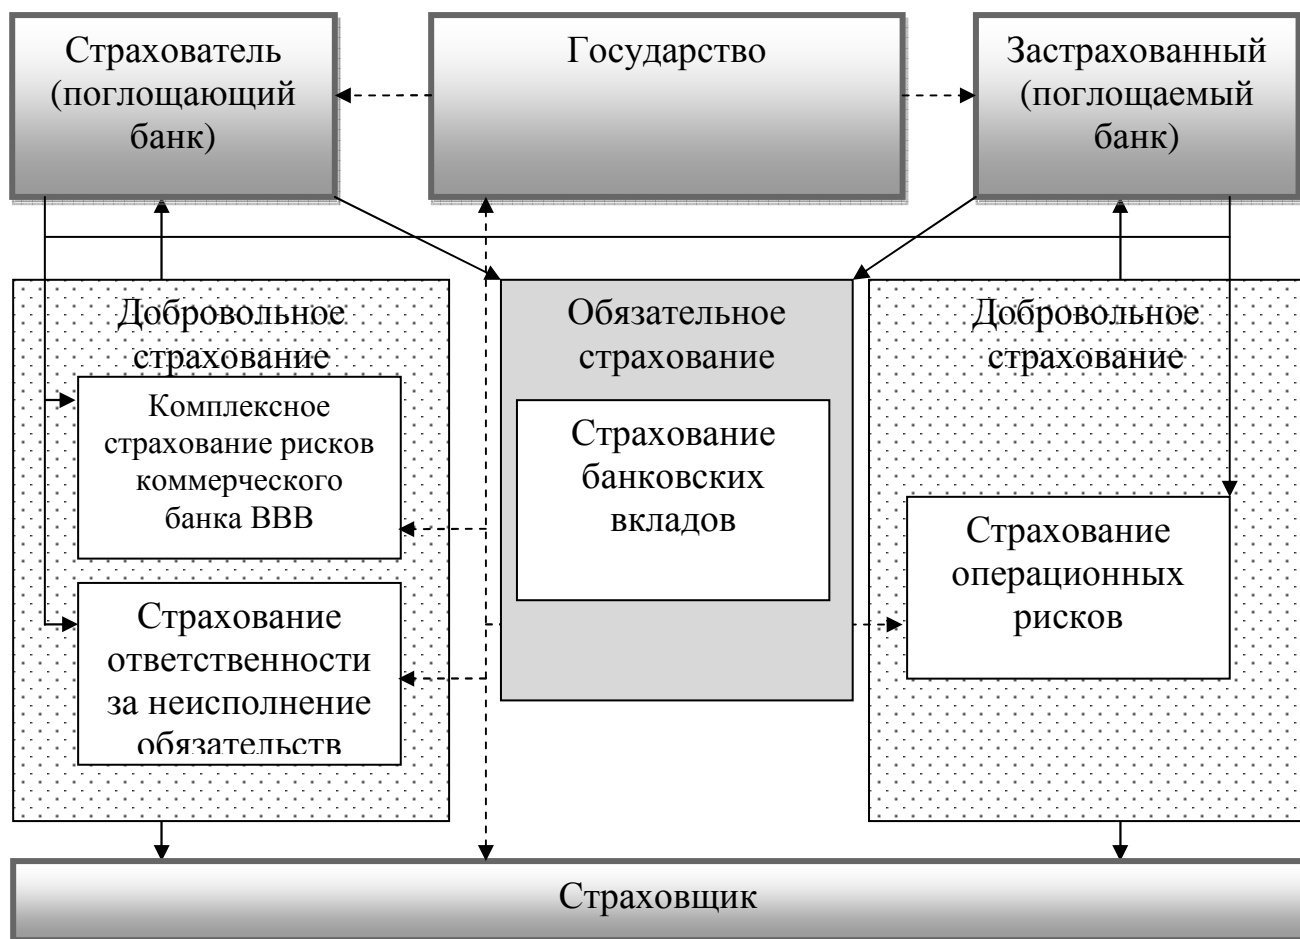 Страхователь
(поглощающий
банк)
Государство
Застрахованный
(поглощаемый
банк)
Добровольное
страхование
Комплексное
страхование рисков
коммерческого
банка ВВВ
Страхование
ответственности
за неисполнение
обязательств
Обязательное
страхование
Страхование
банковских
вкладов
Добровольное
страхование
Страхование
операционных
рисков
Страховщик